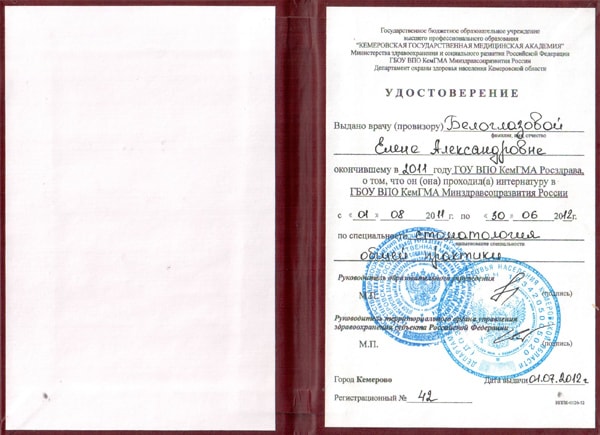 Государственное бюджетное образовательное учреждение
высшего профессионального образования
"КЕМЕРОВСКАЯ ГОСУДАРСТВЕННАЯ МЕДИЦИНСКАЯ АКАДЕМИЯ"
Министерства здравоохранения и социального развития Российской Федерации
ГБОУ ВПО КемГМА Минздравсоцразвития России
Департамент охраны здоровья населения Кемеровской области
УДОСТОВЕРЕНИЕ
Выдано врачу (провизору) Белоглазовой
фамилия, имя, отчество
Елене Александровне
окончившему в 2011 году ГОУ ВПО КемГМА Росздрава,
о том, что он (она) проходил(а) интернатуру в
ГБОУ ВПО КемГМА Минздравсоцразвития России
с «01» 08 2011 г. по «30» 06 2012 г.
по специальности стоматология
наименование специальности
общей практики
Руководитель образовательного учреждения
М.П. (подпись)
Руководитель территориального органа управления
здравоохранения субъекта Российской Федерации
М.П. (подпись)
Город Кемерово Дата выдачи 01.07.2012 г
Регистрационный № 42